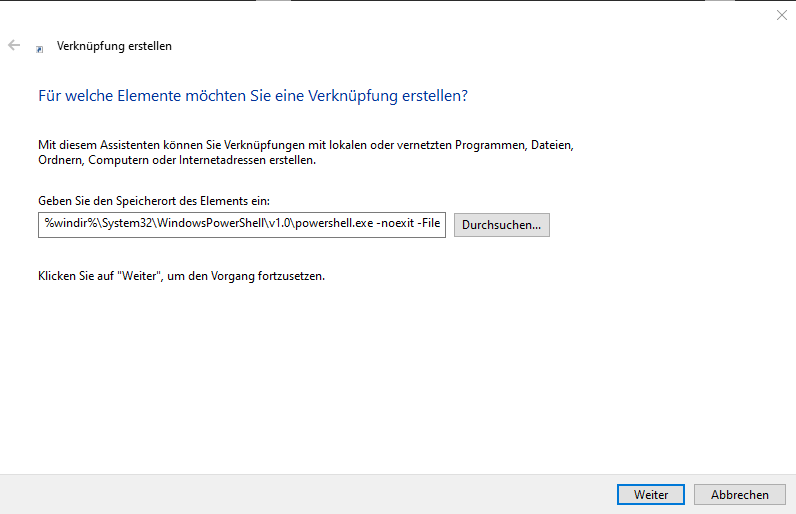 Verknüpfung erstellen
Für welche Elemente möchten Sie eine Verknüpfung erstellen?
Mit diesem Assistenten können Sie Verknüpfungen mit lokalen oder vernetzten Programmen, Dateien,
Ordnern, Computern oder Internetadressen erstellen.
Geben Sie den Speicherort des Elements ein:
%windir%\System32\WindowsPowerShell\v1.0\powershell.exe -noexit -File
Durchsuchen...
Klicken Sie auf "Weiter", um den Vorgang fortzusetzen.
Weiter
Abbrechen